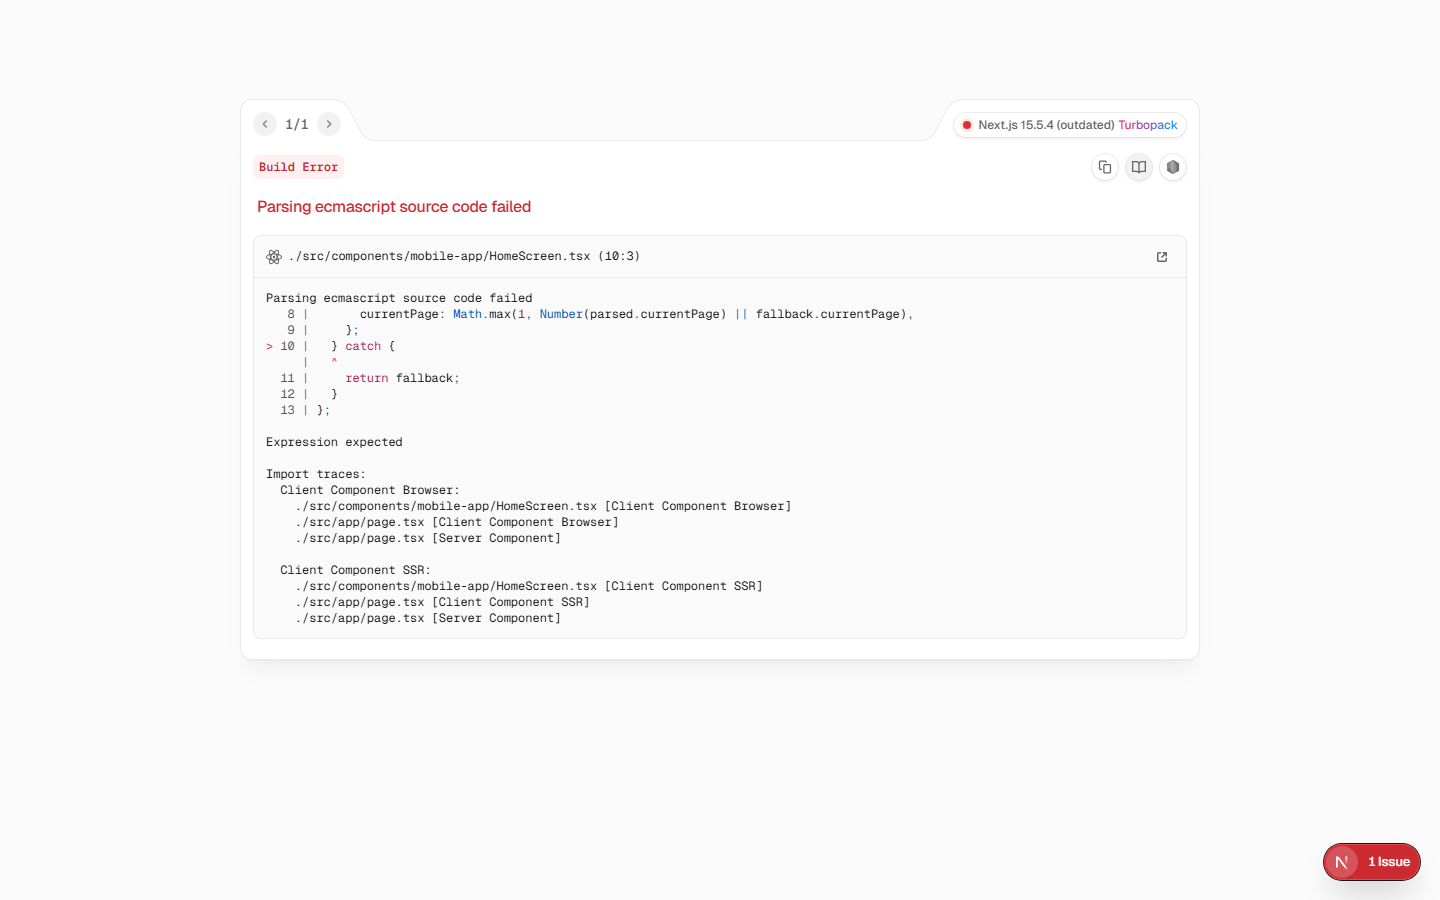 1/1
Next.js 15.5.4 (outdated) Turbopack
Build Error
Parsing ecmascript source code failed
./src/components/mobile-app/HomeScreen.tsx (10:3)
Parsing ecmascript source code failed
   8 |       currentPage: Math.max(1, Number(parsed.currentPage) || fallback.currentPage),
   9 |     };
> 10 |   } catch {
     |   ^
  11 |     return fallback;
  12 |   }
  13 | };
Expression expected
Import traces:
  Client Component Browser:
    ./src/components/mobile-app/HomeScreen.tsx [Client Component Browser]
    ./src/app/page.tsx [Client Component Browser]
    ./src/app/page.tsx [Server Component]
  Client Component SSR:
    ./src/components/mobile-app/HomeScreen.tsx [Client Component SSR]
    ./src/app/page.tsx [Client Component SSR]
    ./src/app/page.tsx [Server Component]
N 1 Issue